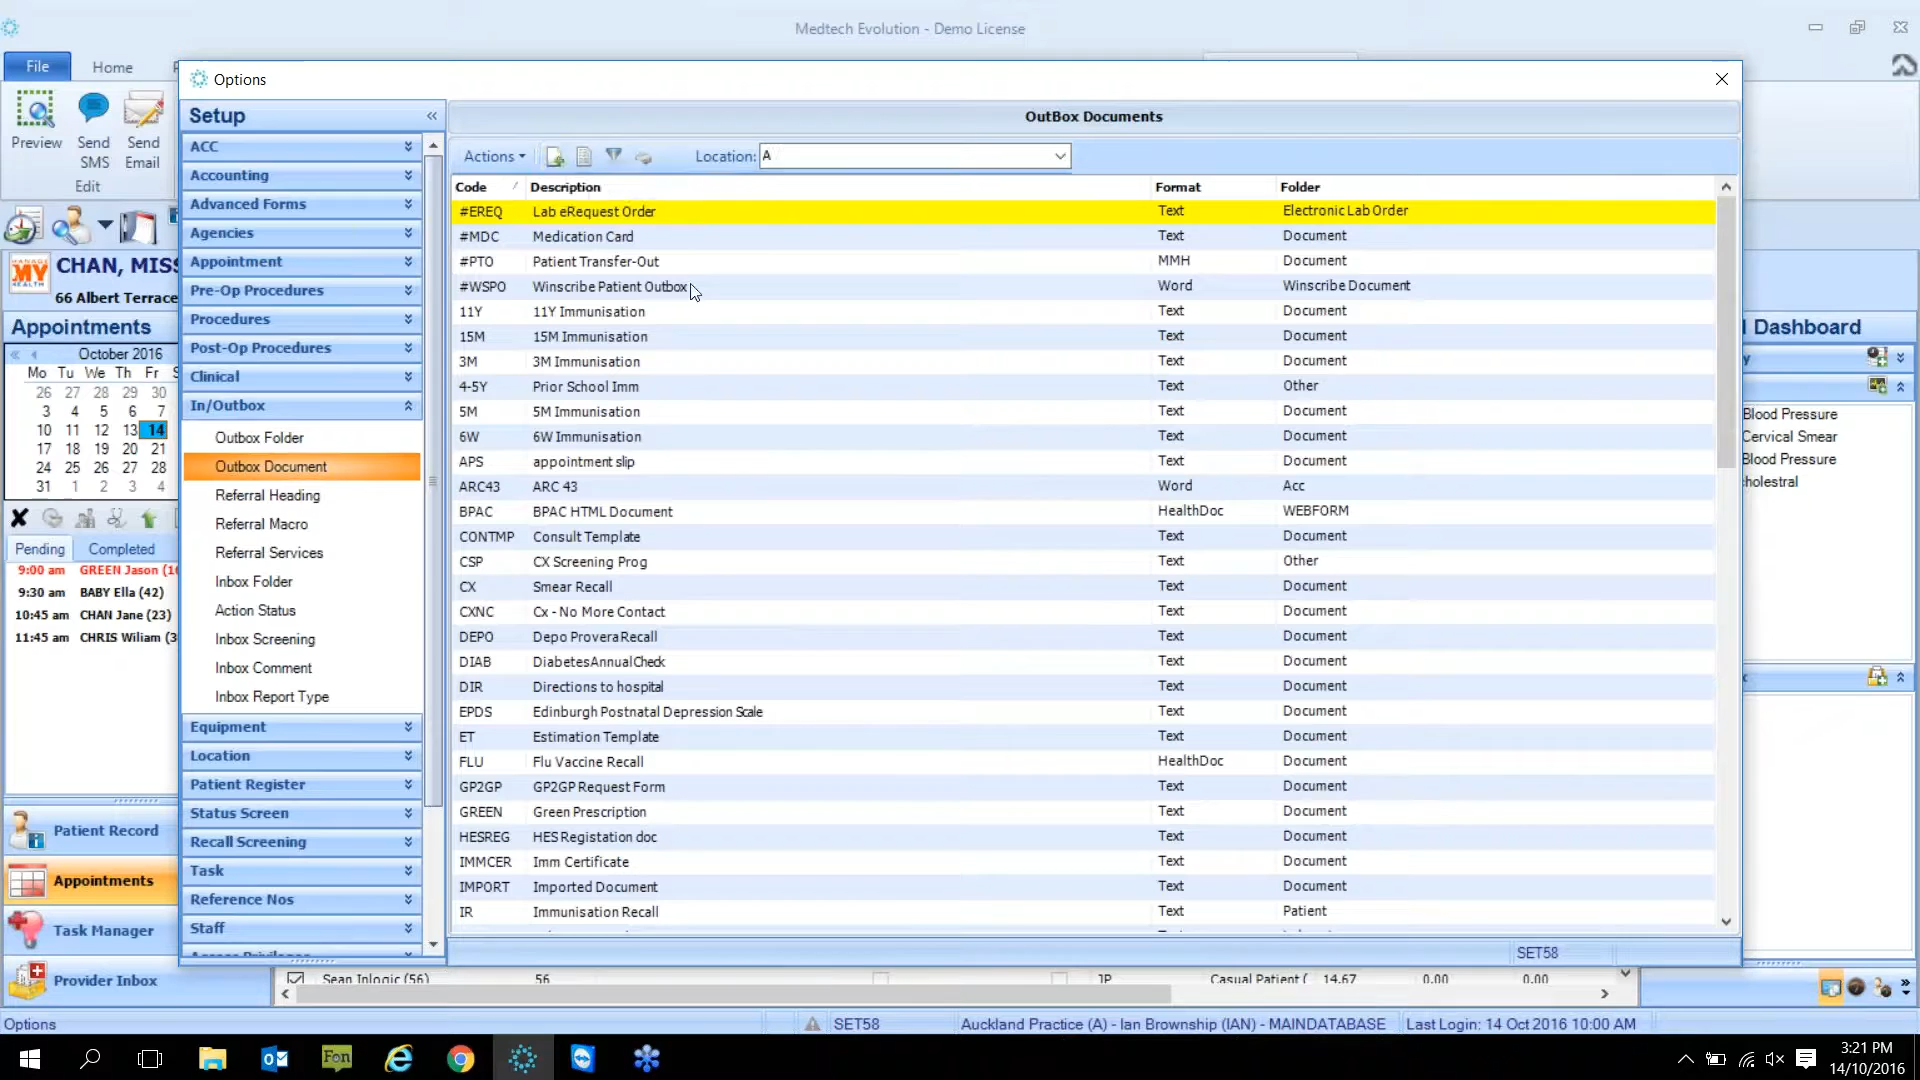 Medtech Evolution - Demo License
File Home
Options
Preview
Send SMS
Send Email
Edit
Setup
OutBox Documents
Actions Location: A
ACC
Accounting
Advanced Forms
Agencies
Appointment
Pre-Op Procedures
Procedures
Post-Op Procedures
Clinical
In/Outbox
Outbox Folder
Outbox Document
Referral Heading
Referral Macro
Referral Services
Inbox Folder
Action Status
Inbox Screening
Inbox Comment
Inbox Report Type
Equipment
Location
Patient Register
Status Screen
Recall Screening
Task
Reference Nos
Staff
Code Description Format Folder
#EREQ Lab eRequest Order Text Electronic Lab Order
#MDC Medication Card Text Document
#PTO Patient Transfer-Out MMH Document
#WSPO Winscribe Patient Outbox Word Winscribe Document
11Y 11Y Immunisation Text Document
15M 15M Immunisation Text Document
3M 3M Immunisation Text Document
4-5Y Prior School Imm Text Other
5M 5M Immunisation Text Document
6W 6W Immunisation Text Document
APS appointment slip Text Document
ARC43 ARC 43 Word Acc
BPAC BPAC HTML Document HealthDoc WEBFORM
CONTMP Consult Template Text Document
CSP CX Screening Prog Text Other
CX Smear Recall Text Document
CXNC Cx - No More Contact Text Document
DEPO Depo Provera Recall Text Document
DIAB DiabetesAnnualCheck Text Document
DIR Directions to hospital Text Document
EPDS Edinburgh Postnatal Depression Scale Text Document
ET Estimation Template Text Document
FLU Flu Vaccine Recall HealthDoc Document
GP2GP GP2GP Request Form Text Document
GREEN Green Prescription Text Document
HESREG HES Registation doc Text Document
IMMCER Imm Certificate Text Document
IMPORT Imported Document Text Document
IR Immunisation Recall Text Patient
SET58
MANAGE MY HEALTH
CHAN, MISS
66 Albert Terrace
Appointments
October 2016
Mo Tu We Th Fr S
26 27 28 29 30
3 4 5 6 7
10 11 12 13 14
17 18 19 20 21
24 25 26 27 28
31 1 2 3 4
Pending Completed
9:00 am GREEN Jason (1
9:30 am BABY Ella (42)
10:45 am CHAN Jane (23)
11:45 am CHRIS Wiliam (3
Patient Record
Appointments
Task Manager
Provider Inbox
Dashboard
Blood Pressure
Cervical Smear
Blood Pressure
holestral
Sean Inlogic (56) 56 JP Casual Patient ( 14.67 0.00 0.00
Options SET58 Auckland Practice (A) - Ian Brownship (IAN) - MAINDATABASE Last Login: 14 Oct 2016 10:00 AM
Fon
3:21 PM
14/10/2016